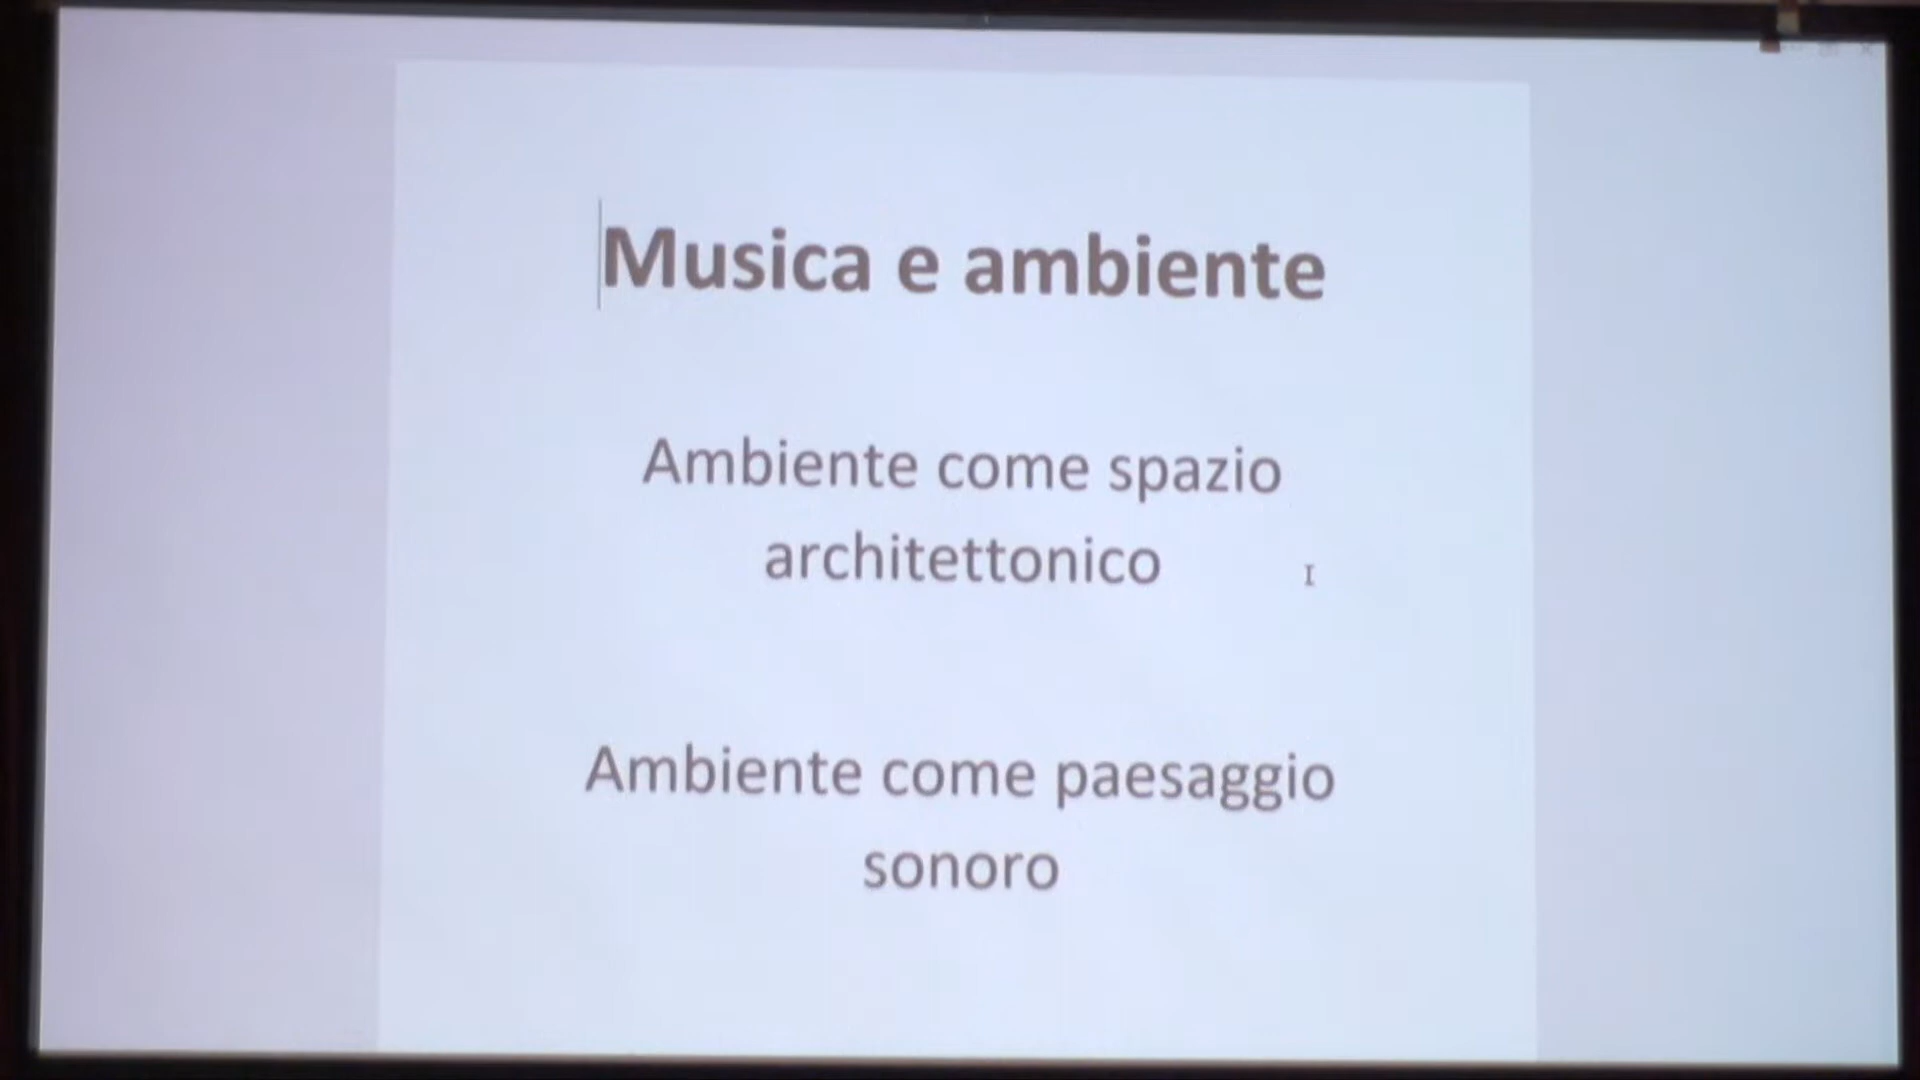 Musica e ambiente
Ambiente come spazio
architettonico
Ambiente come paesaggio
sonoro